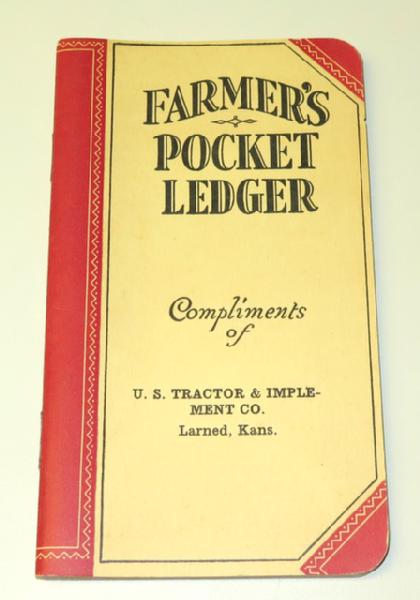 FARMER'S
POCKET
LEDGER
Compliments
of
U. S. TRACTOR & IMPLE-
MENT CO.
Larned, Kans.